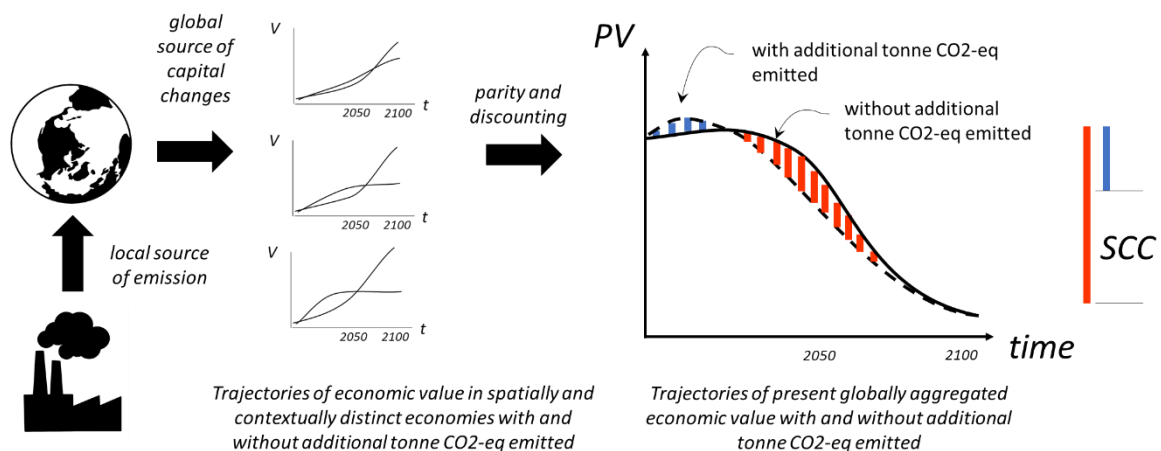 global
source of
capital
changes
local source
of emission
V
2050 2100
t
V
2050 2100
t
V
2050 2100
t
Trajectories of economic value in spatially and
contextually distinct economies with and
without additional tonne CO2-eq emitted
parity and
discounting
PV
with additional tonne CO2-eq
emitted
without additional
tonne CO2-eq emitted
2050
2100
time
SCC
Trajectories of present globally aggregated
economic value with and without additional
tonne CO2-eq emitted